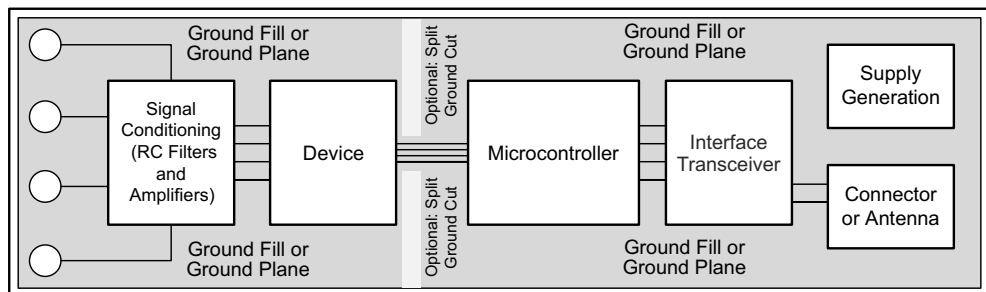 Ground Fill or
Ground Plane
Optional: Split
Ground Cut
Ground Fill or
Ground Plane
Supply
Generation
Signal
Conditioning
(RC Filters
and
Amplifiers)
Device
Microcontroller
Interface
Transceiver
Connector
or Antenna
Ground Fill or
Ground Plane
Optional: Split
Ground Cut
Ground Fill or
Ground Plane